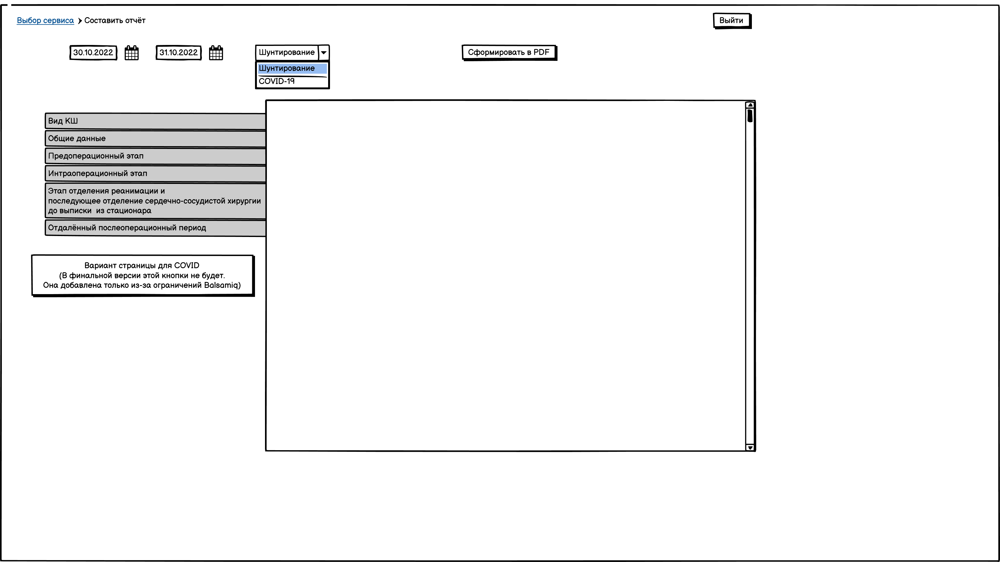 Выбор сервиса
Составить отчёт
Выйти
30.10.2022
31.10.2022
Шунтирование
Сформировать в PDF
Шунтирование
COVID-19
Вид КШ
Общие данные
Предоперационный этап
Интраоперационный этап
Этап отделения реанимации и
последующее отделение сердечно-сосудистой хирургии
до выписки  из стационара
Отдалённый послеоперационный период
Вариант страницы для COVID
(В финальной версии этой кнопки не будет.
Она добавлена только из-за ограничений Balsamiq)